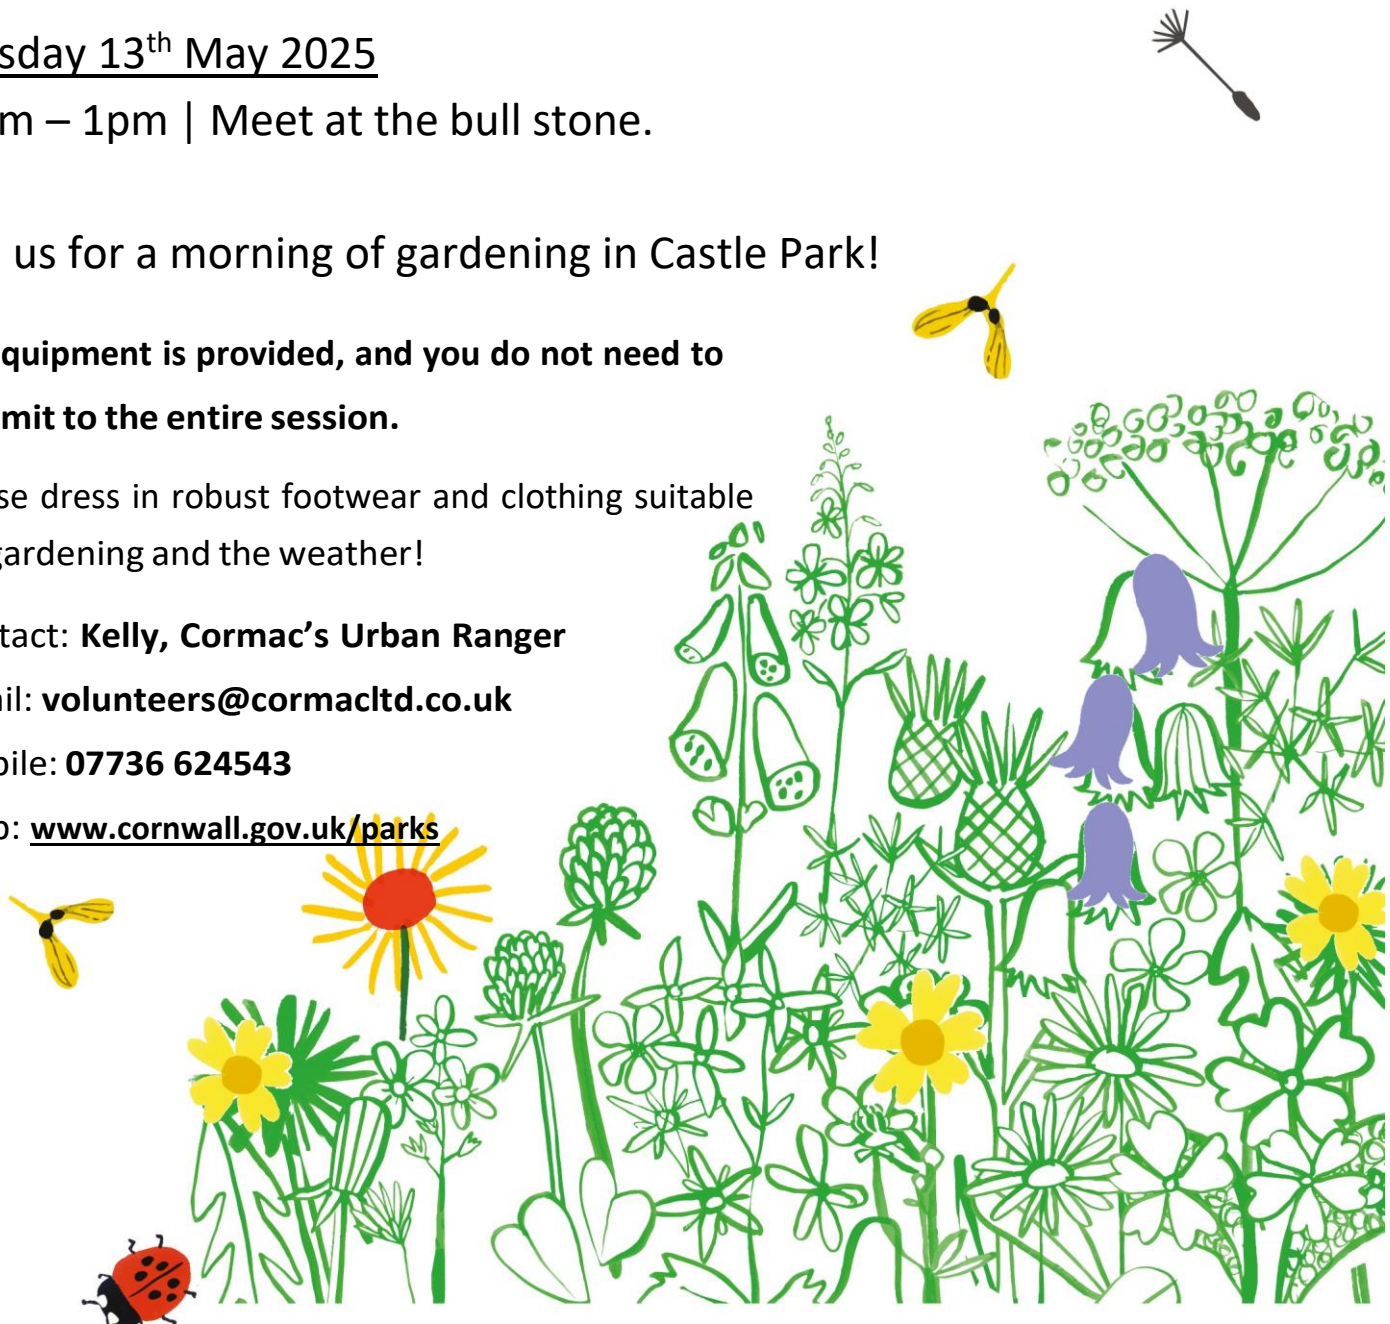 sday 13th May 2025
m – 1pm | Meet at the bull stone.
us for a morning of gardening in Castle Park!
quipment is provided, and you do not need to
mit to the entire session.
se dress in robust footwear and clothing suitable
gardening and the weather!
tact: Kelly, Cormac’s Urban Ranger
il: volunteers@cormacltd.co.uk
bile: 07736 624543
b: www.cornwall.gov.uk/parks